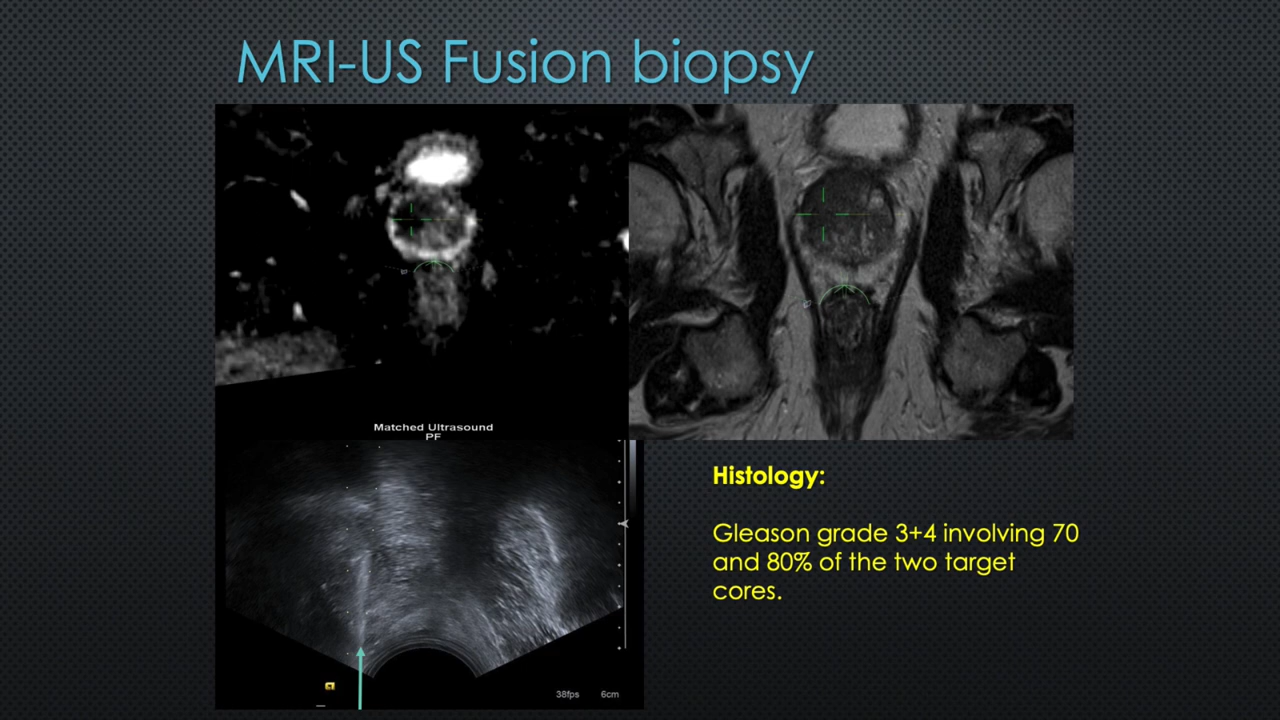 MRI-US Fusion biopsy
Matched Ultrasound
PF
38fps 6cm
Histology:
Gleason grade 3+4 involving 70
and 80% of the two target
cores.